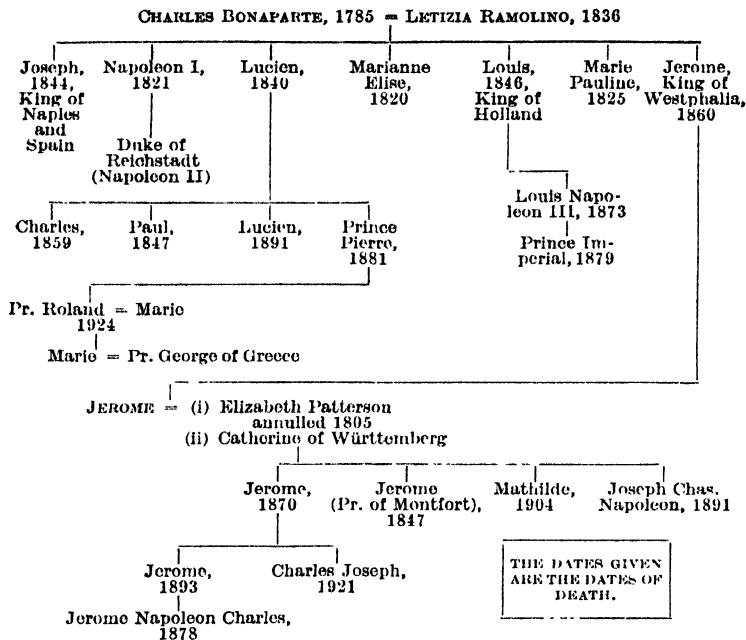 CHARLES BONAPARTE, 1785 = LETIZIA RAMOLINO, 1836
Joseph,
1844,
King of
Naples
and
Spain
Napoleon I,
1821
Lucien,
1840
Marianne
Elise,
1820
Louis,
1846,
King of
Holland
Marie
Pauline,
1825
Jerome,
King of
Westphalia,
1860
Duke of
Reichstadt
(Napoleon II)
Louis Napo-
leon III, 1873
Prince Im-
perial, 1879
Charles,
1859
Paul,
1847
Lucien,
1891
Prince
Pierre,
1881
Pr. Roland = Marie
1924
Marie = Pr. George of Greece
JEROME = (i) Elizabeth Patterson
annulled 1805
(ii) Catherine of Württemberg
Jerome,
1870
Jerome
(Pr. of Montfort),
1847
Mathilde,
1904
Joseph Chas.
Napoleon, 1891
Jerome,
1893
Charles Joseph,
1921
Jerome Napoleon Charles,
1878
THE DATES GIVEN
ARE THE DATES OF
DEATH.